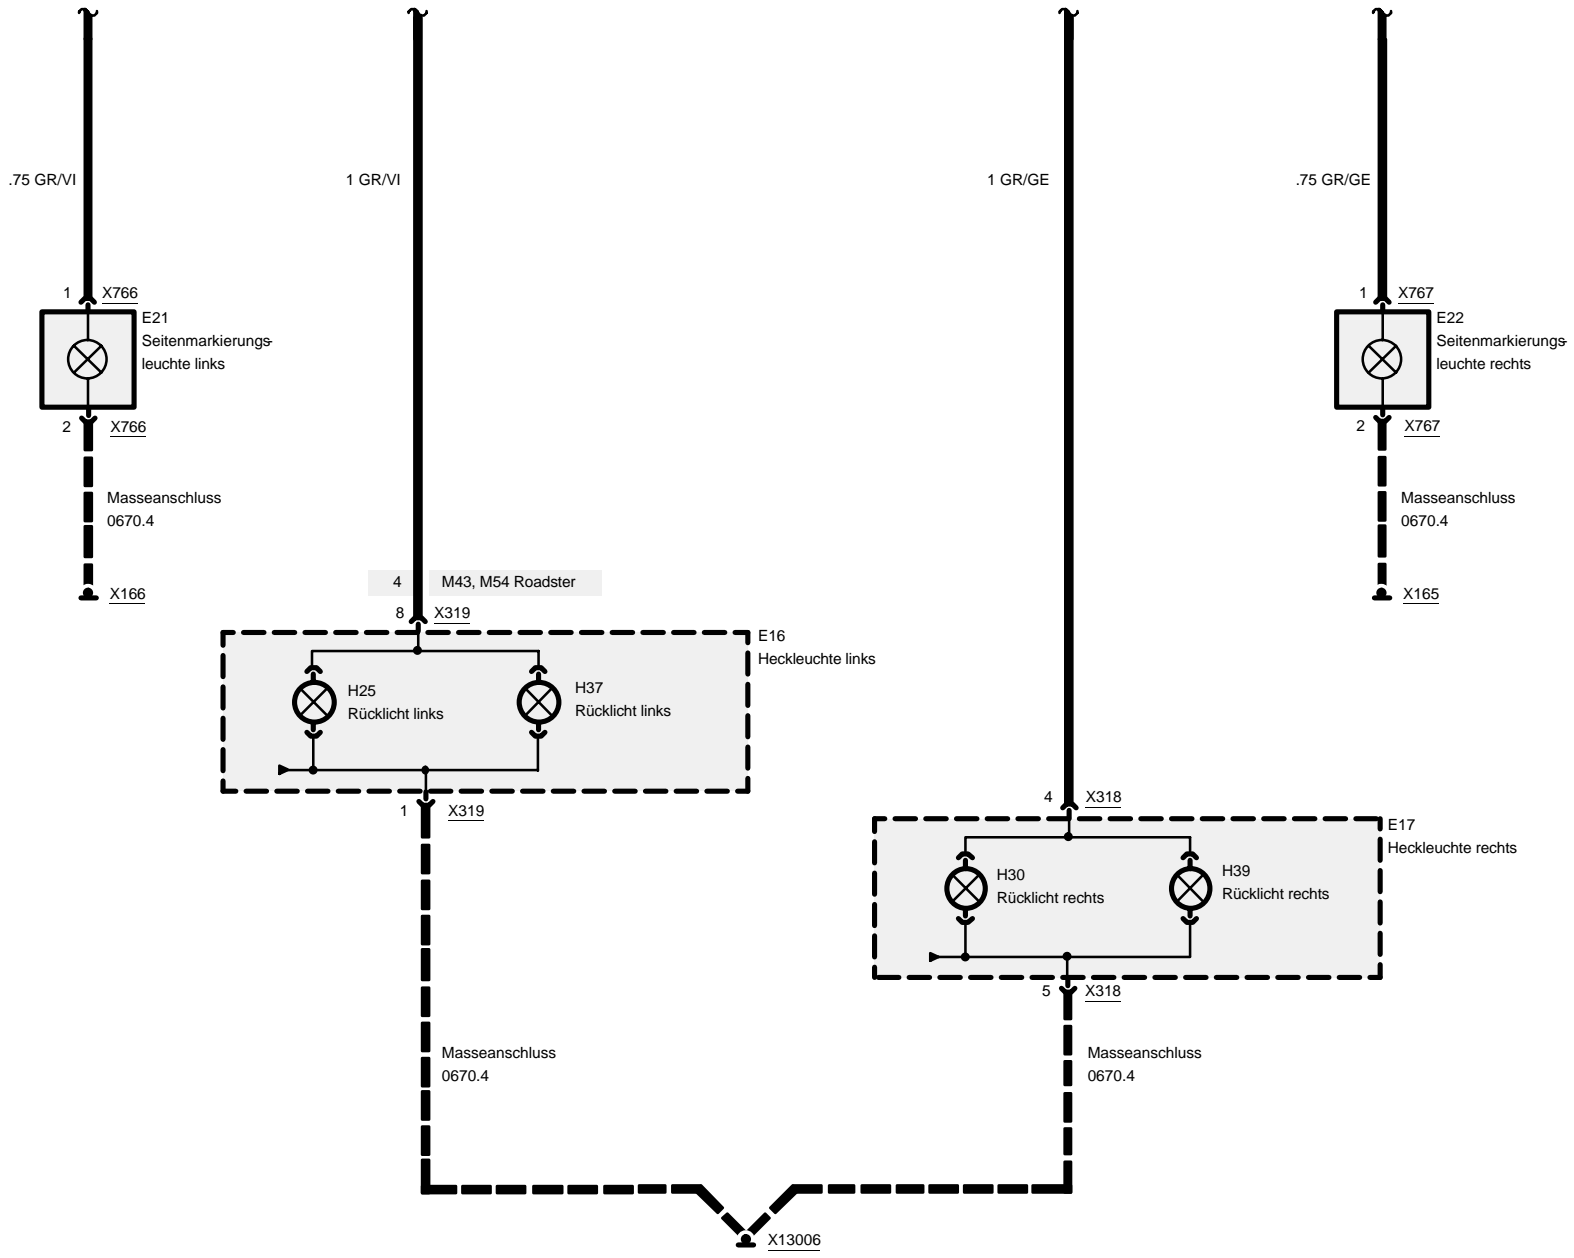 .75 GR/VI
1 GR/VI
1 GR/GE
.75 GR/GE
1 X766
E21
Seitenmarkierungs-
leuchte links
2 X766
Masseanschluss
0670.4
X166
1 X767
E22
Seitenmarkierungs-
leuchte rechts
2 X767
Masseanschluss
0670.4
X165
4 M43, M54 Roadster
8 X319
E16
Heckleuchte links
H25
Rücklicht links
H37
Rücklicht links
1 X319
4 X318
E17
Heckleuchte rechts
H30
Rücklicht rechts
H39
Rücklicht rechts
5 X318
Masseanschluss
0670.4
Masseanschluss
0670.4
X13006